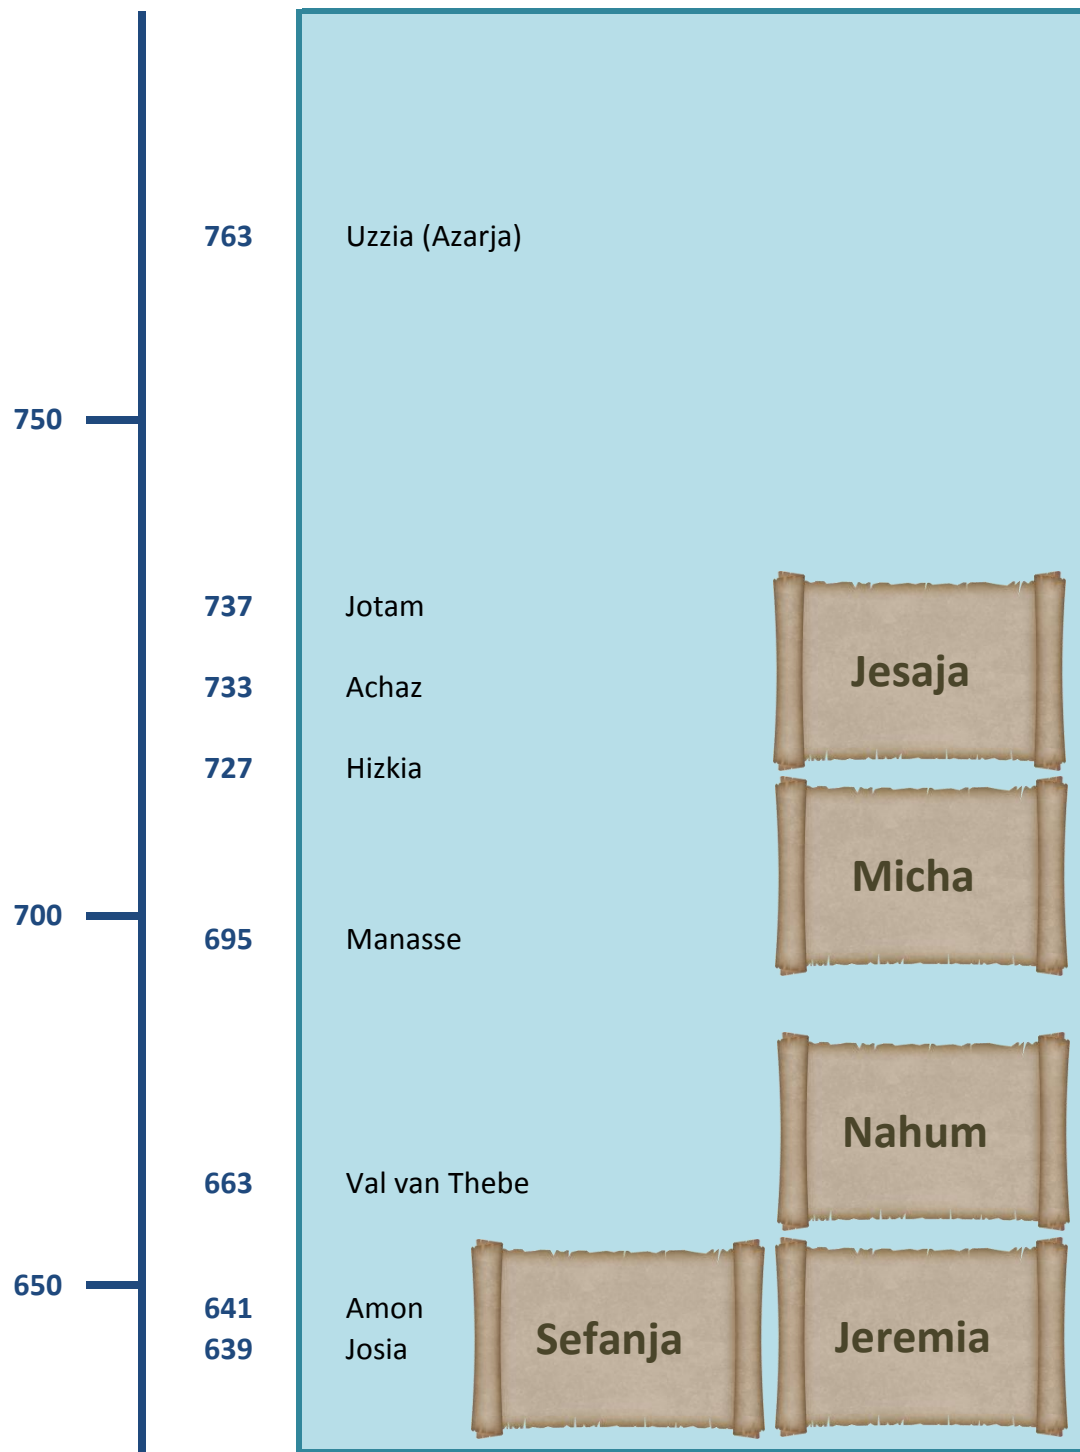 763 Uzzia (Azarja)
750
737 Jotam
Jesaja
733 Achaz
727 Hizkia
Micha
700
695 Manasse
Nahum
663 Val van Thebe
650
641 Amon
Sefanja Jeremia
639 Josia